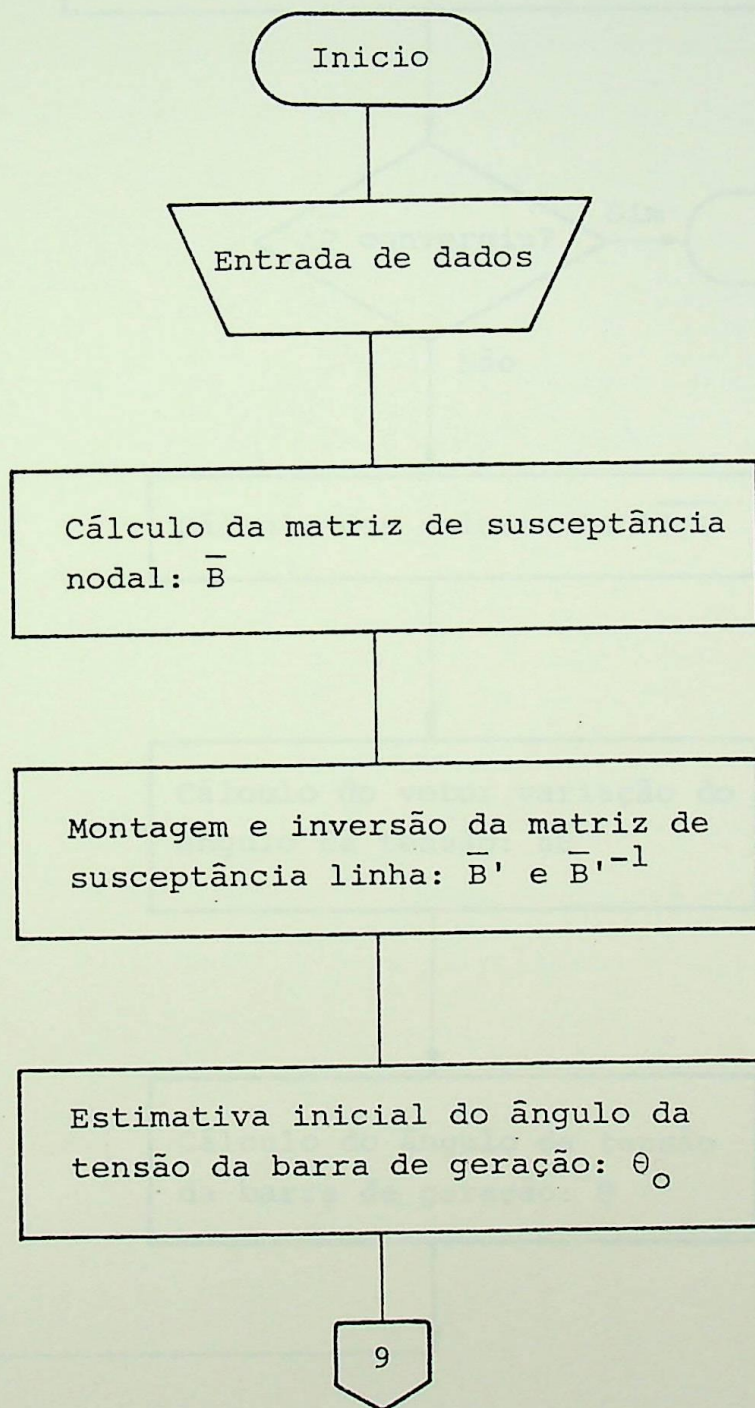 Inicio
Entrada de dados
Cálculo da matriz de susceptância
nodal: B̅
Montagem e inversão da matriz de
susceptância linha: B̅' e B̅'⁻¹
Estimativa inicial do ângulo da
tensão da barra de geração: θₒ
9